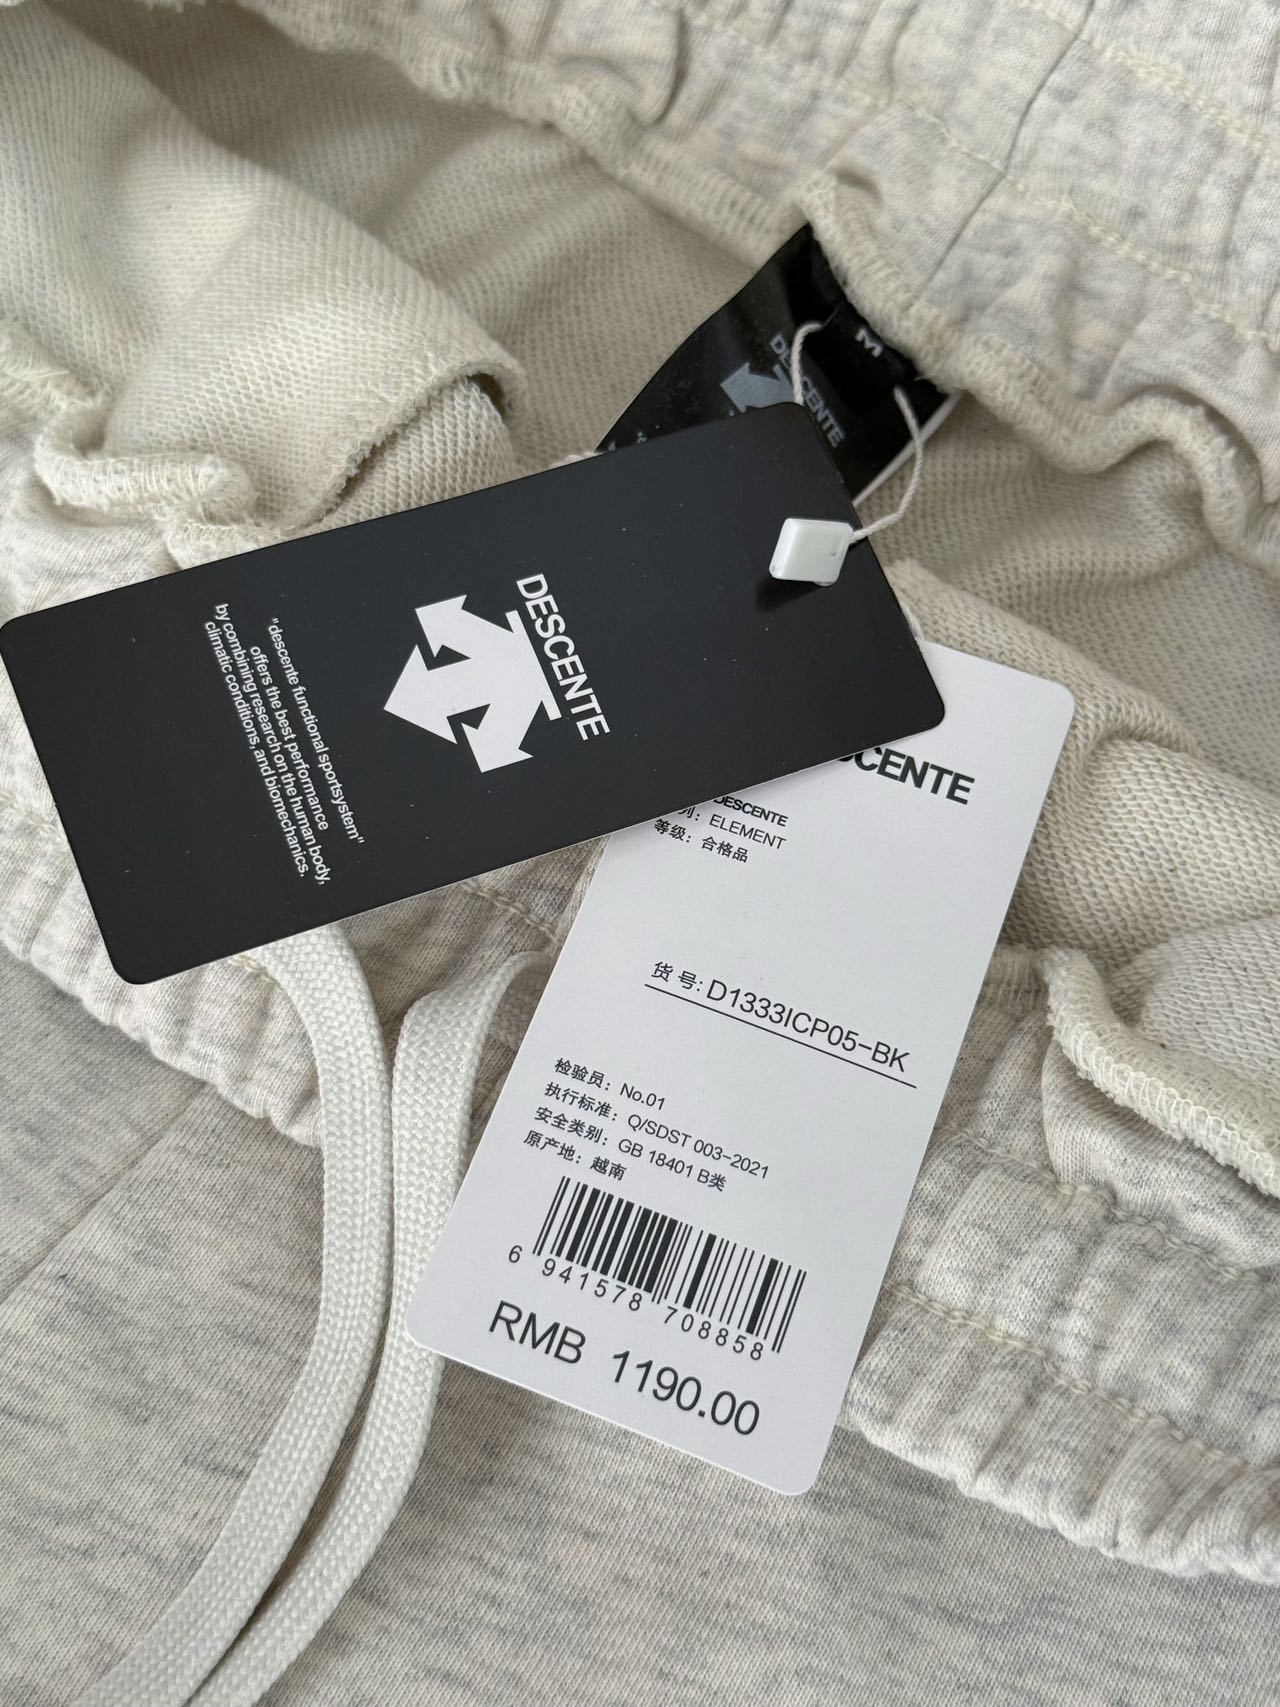 M
DESCENTE
DESCENTE
"descente functional sportsystem"
offers the best performance
by combining research on the human body,
climatic conditions, and biomechanics.
SCENTE
DESCENTE
列：ELEMENT
等级：合格品
货 号: D1333ICP05-BK
检验员：No.01
执行标准：Q/SDST 003-2021
安全类别：GB 18401 B类
原产地：越南
6 941578 708858
RMB 1190.00